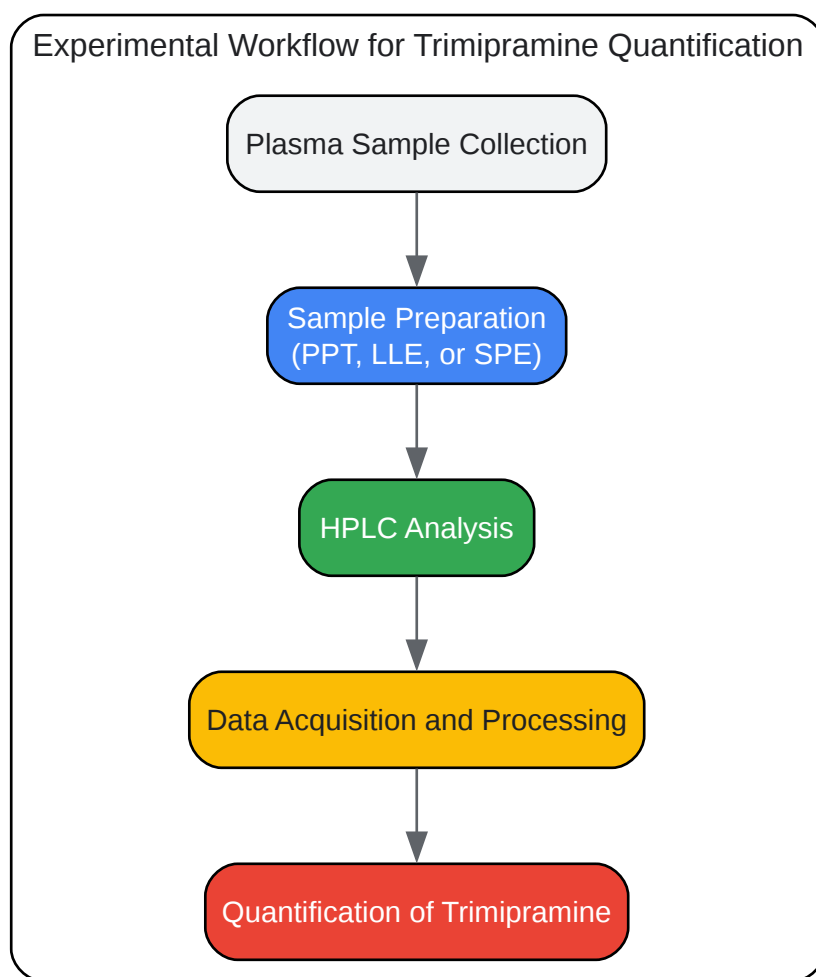 Experimental Workflow for Trimipramine Quantification
Plasma Sample Collection
Sample Preparation
(PPT, LLE, or SPE)
HPLC Analysis
Data Acquisition and Processing
Quantification of Trimipramine